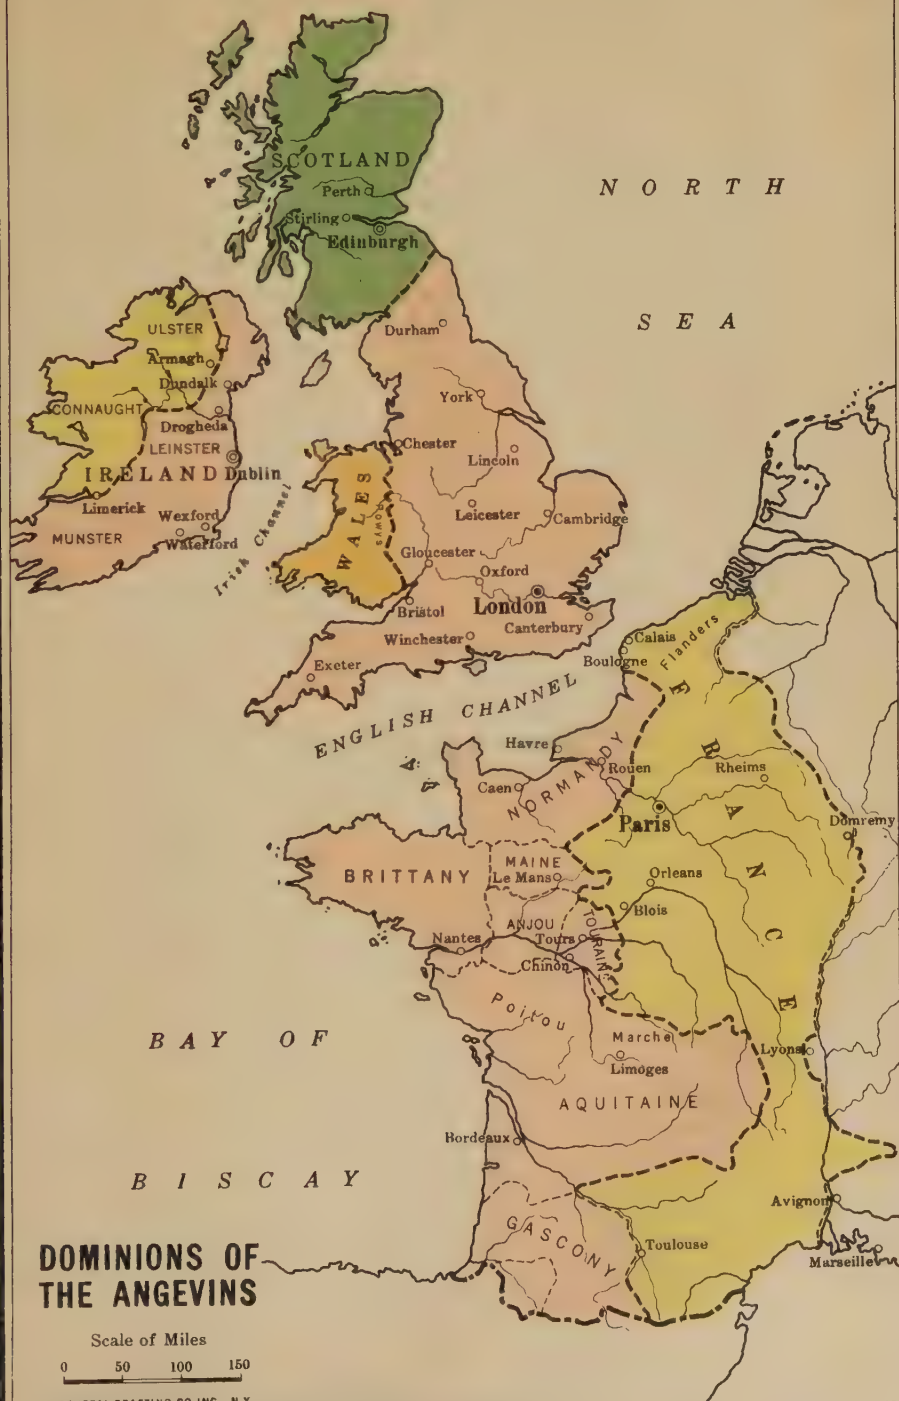 SCOTLAND
Perth
Stirling
Edinburgh
NORTH
SEA
Durham
ULSTER
Armagh
Dundalk
CONNAUGHT
Drogheda
LEINSTER
IRELAND
Dublin
Limerick
Wexford
MUNSTER
Waterford
Irish Channel
York
Chester
Lincoln
WALES
POWYS
Leicester
Cambridge
Gloucester
Oxford
London
Bristol
Canterbury
Winchester
Exeter
ENGLISH CHANNEL
Calais
Boulogne
Flanders
FRANCE
Havre
Rouen
NORMANDY
Caen
Rheims
Paris
Domremy
BRITTANY
MAINE
Le Mans
Orleans
Blois
ANJOU
TOURAINE
Nantes
Tours
Chinon
Poitou
Marche
Limoges
Lyons
AQUITAINE
BAY OF
BISCAY
Bordeaux
GASCONY
Toulouse
Avignon
Marseille
DOMINIONS OF
THE ANGEVINS
Scale of Miles
0 50 100 150